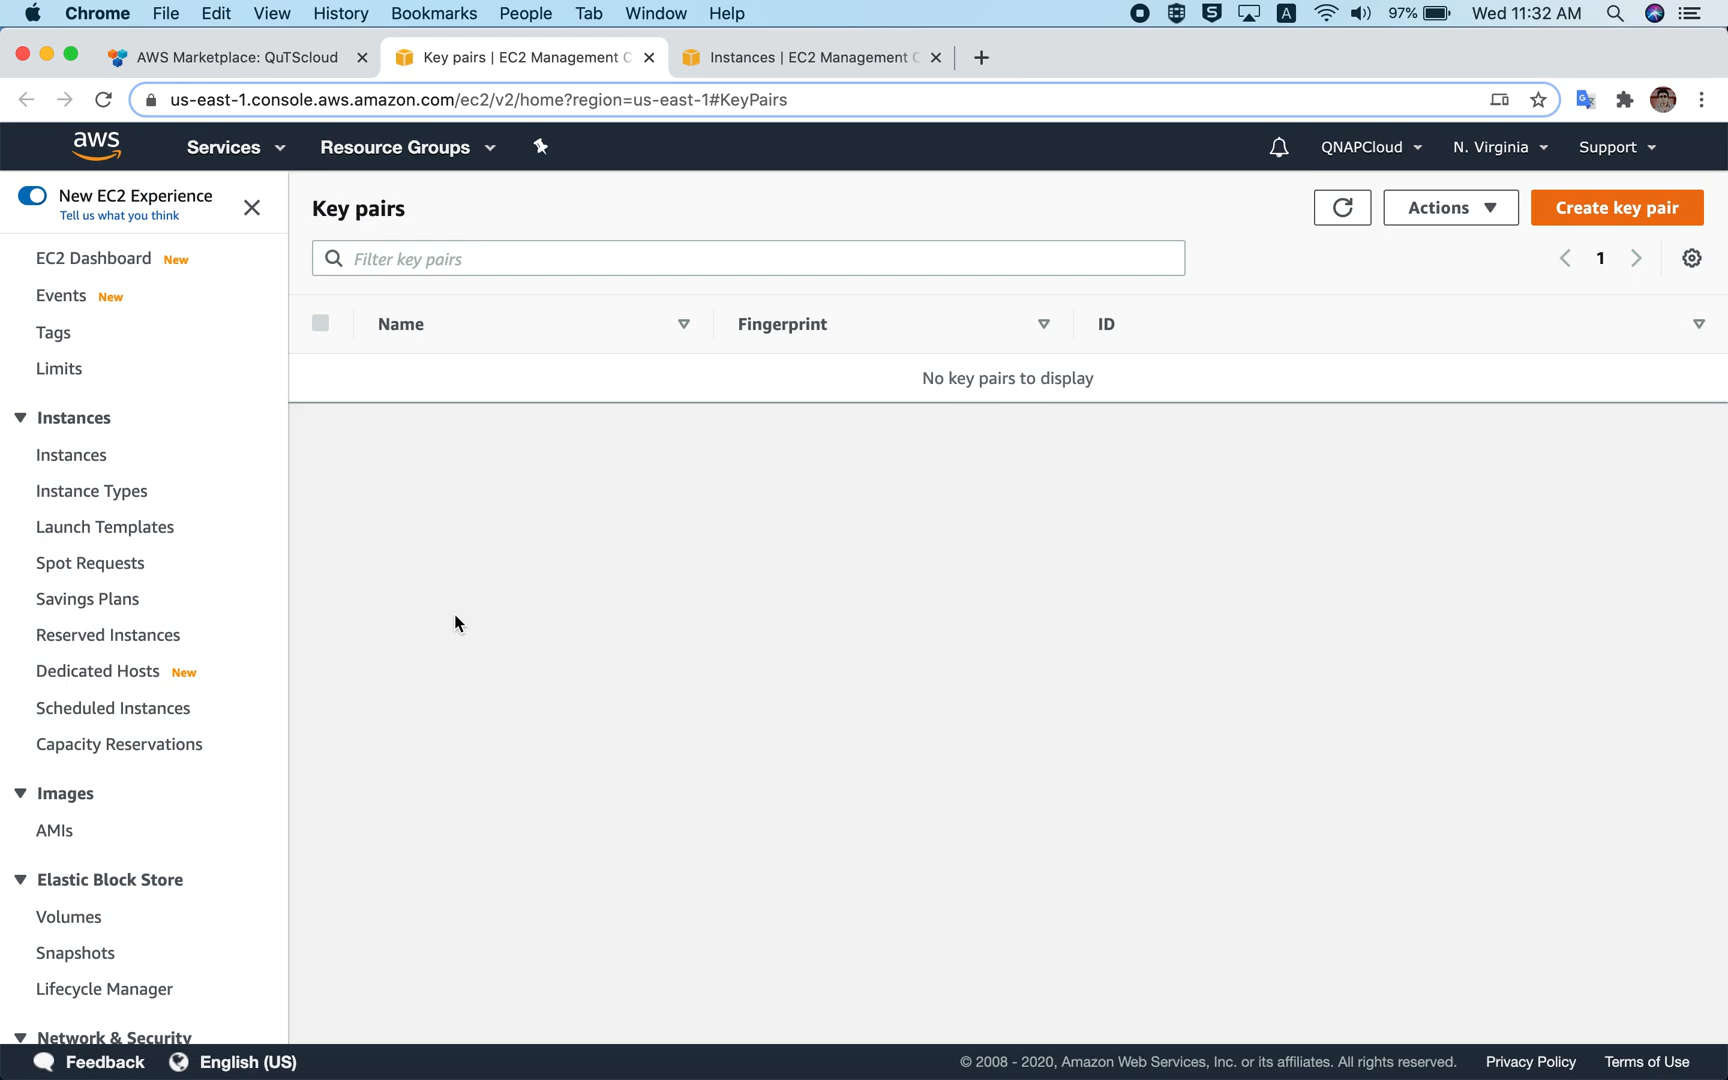 Chrome File Edit View History Bookmarks People Tab Window Help A 97% Wed 11:32 AM
AWS Marketplace: QuTScloud Key pairs | EC2 Management C Instances | EC2 Management C
us-east-1.console.aws.amazon.com/ec2/v2/home?region=us-east-1#KeyPairs
aws Services Resource Groups QNAPCloud N. Virginia Support
New EC2 Experience
Tell us what you think
Key pairs
Actions
Create key pair
Filter key pairs
1
EC2 Dashboard New
Events New
Tags
Limits
Instances
Instances
Instance Types
Launch Templates
Spot Requests
Savings Plans
Reserved Instances
Dedicated Hosts New
Scheduled Instances
Capacity Reservations
Images
AMIs
Elastic Block Store
Volumes
Snapshots
Lifecycle Manager
Network & Security
Name Fingerprint ID
No key pairs to display
Feedback English (US) © 2008 - 2020, Amazon Web Services, Inc. or its affiliates. All rights reserved. Privacy Policy Terms of Use